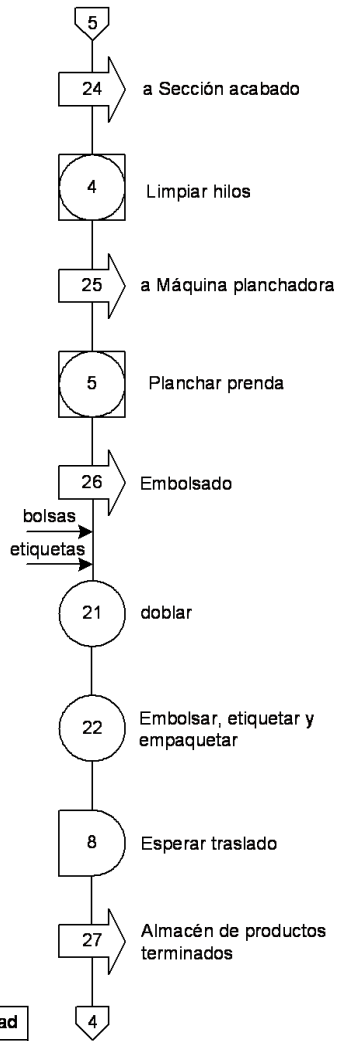 5
24 a Sección acabado
4 Limpiar hilos
25 a Máquina planchadora
5 Planchar prenda
26 Embolsado
bolsas
etiquetas
21 doblar
22 Embolsar, etiquetar y
empaquetar
8 Esperar traslado
27 Almacén de productos
terminados
ad
4